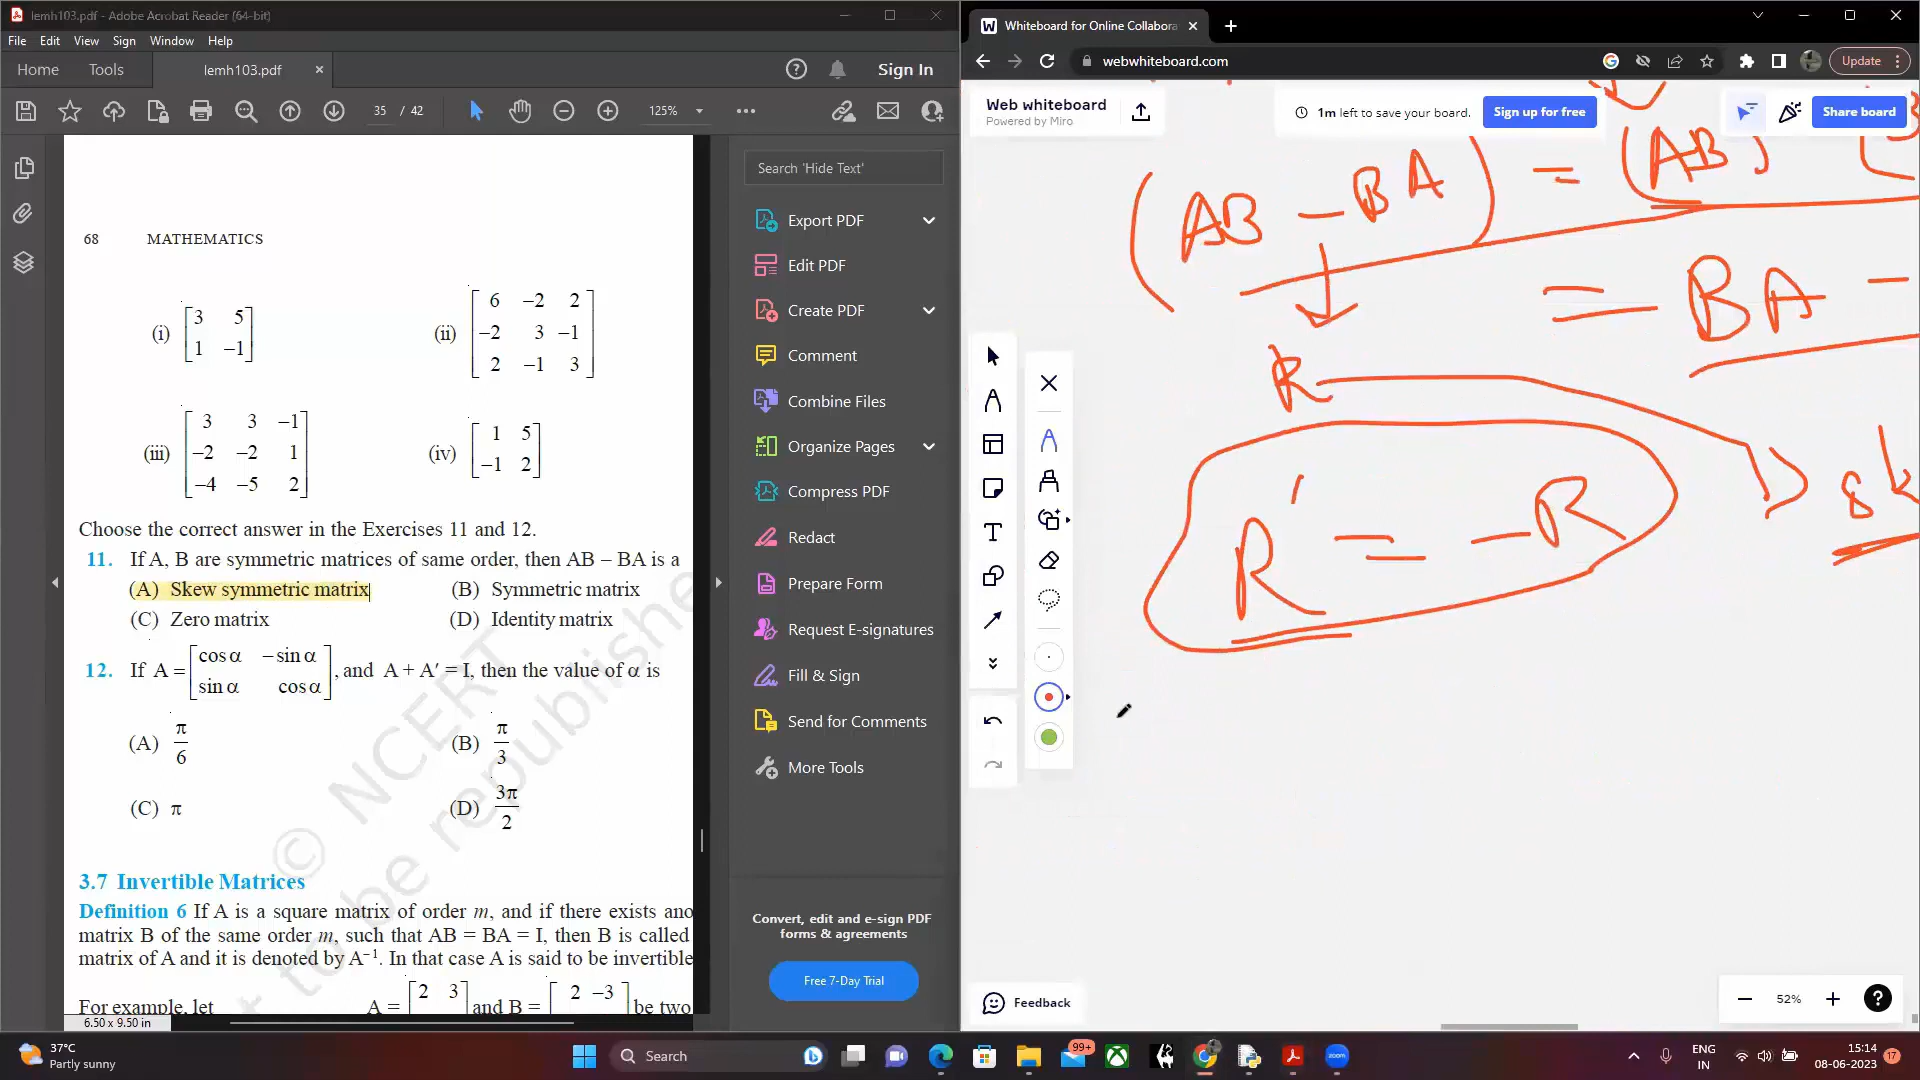 lemh103.pdf - Adobe Acrobat Reader (64-bit)
File Edit View Sign Window Help
Home Tools lemh103.pdf × Sign In
35 / 42 125%
68 MATHEMATICS
(i) [3 5
1 −1]
(ii) [6 −2 2
−2 3 −1
2 −1 3]
(iii) [3 3 −1
−2 −2 1
−4 −5 2]
(iv) [1 5
−1 2]
Choose the correct answer in the Exercises 11 and 12.
11. If A, B are symmetric matrices of same order, then AB – BA is a
(A) Skew symmetric matrix (B) Symmetric matrix
(C) Zero matrix (D) Identity matrix
12. If A = [cos α −sin α
sin α cos α], and A + A′ = I, then the value of α is
(A) π/6 (B) π/3
(C) π (D) 3π/2
3.7 Invertible Matrices
Definition 6 If A is a square matrix of order m, and if there exists ano
matrix B of the same order m, such that AB = BA = I, then B is called
matrix of A and it is denoted by A⁻¹. In that case A is said to be invertible
For example, let A = [2 3 and B = [2 −3 be two
© NCERT
to be republishe
6.50 x 9.50 in
Search 'Hide Text'
Export PDF
Edit PDF
Create PDF
Comment
Combine Files
Organize Pages
Compress PDF
Redact
Prepare Form
Request E-signatures
Fill & Sign
Send for Comments
More Tools
Convert, edit and e-sign PDF
forms & agreements
Free 7-Day Trial
Whiteboard for Online Collabora
webwhiteboard.com
Update
Web whiteboard
Powered by Miro
1m left to save your board. Sign up for free
Share board
(AB − BA) = (AB)
= BA −
R
R' = −R
sk
Feedback
52%
37°C
Partly sunny
Search
99+
zoom
ENG
IN
15:14
08-06-2023
17